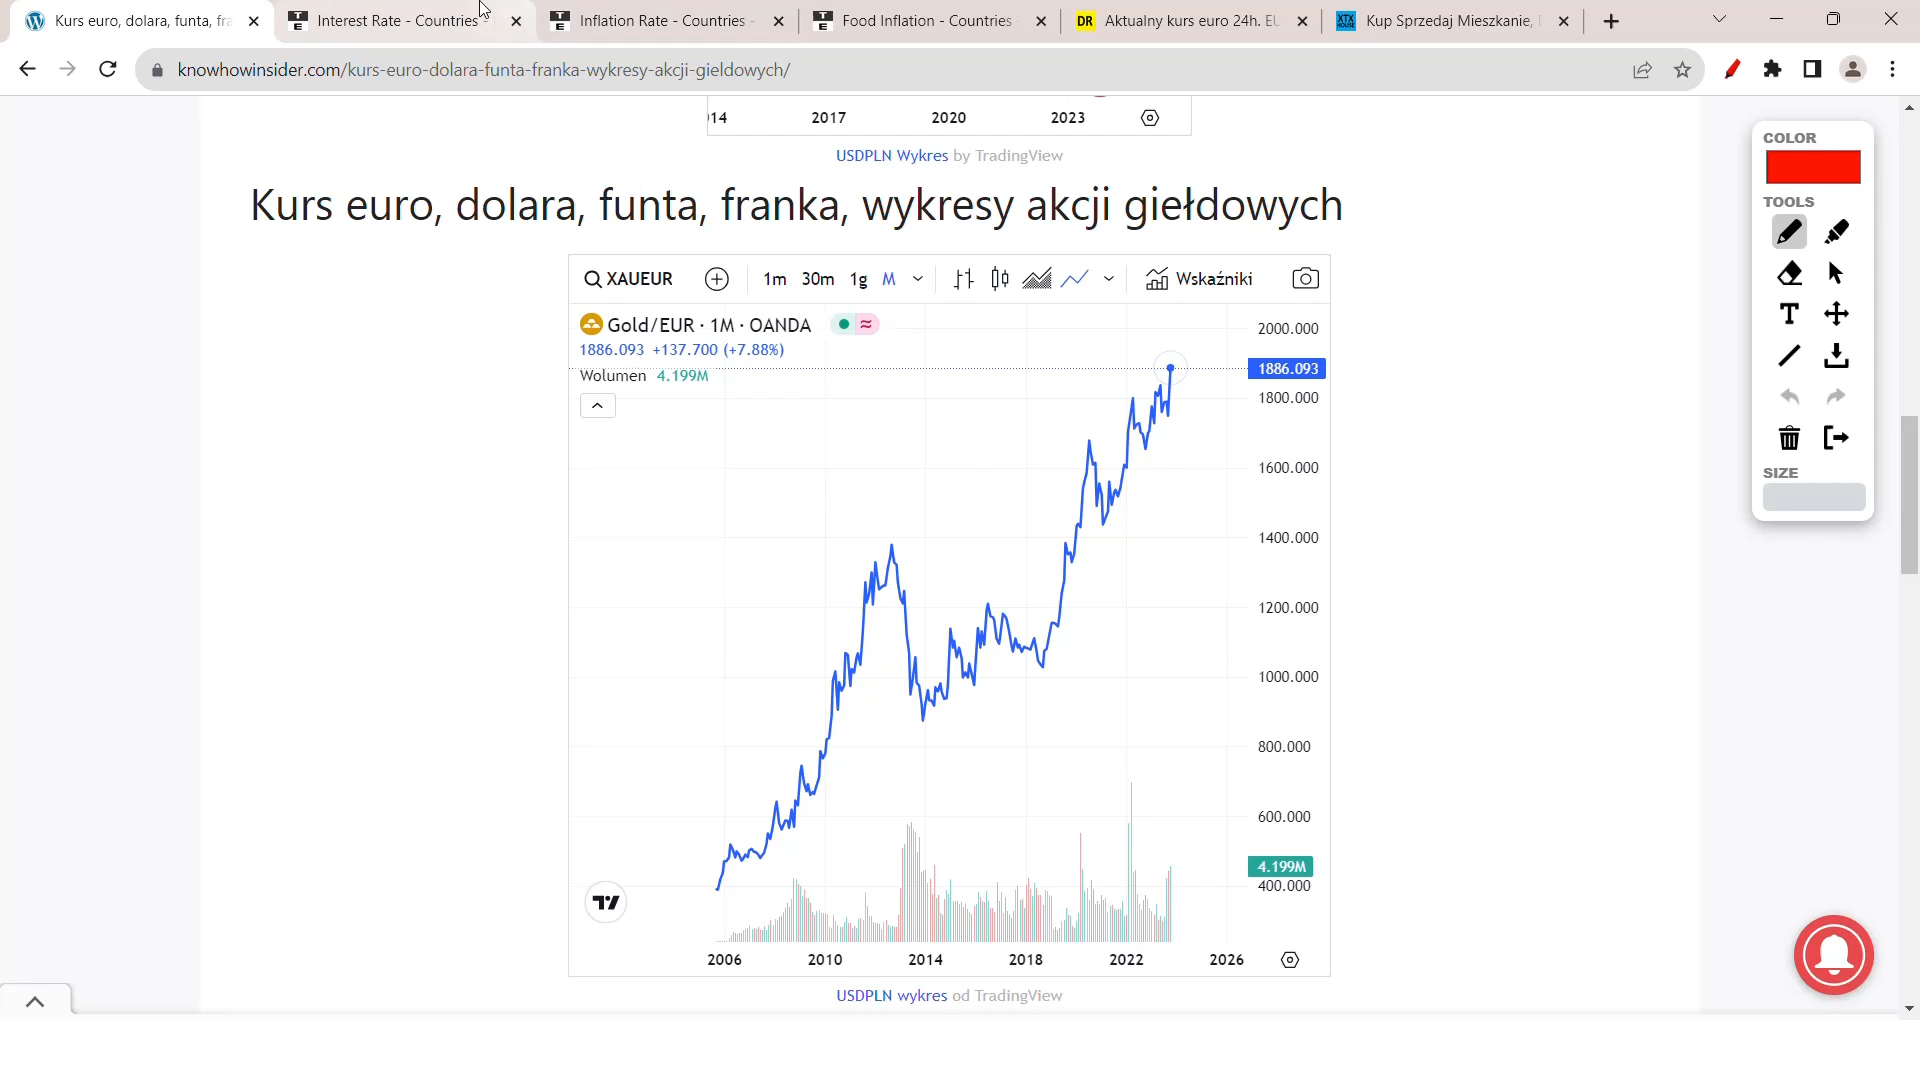 Kurs euro, dolara, funta, fra
Interest Rate - Countries
Inflation Rate - Countries -
Food Inflation - Countries
DR Aktualny kurs euro 24h. EU
XTX HOUSE Kup Sprzedaj Mieszkanie,
knowhowinsider.com/kurs-euro-dolara-funta-franka-wykresy-akcji-gieldowych/
14 2017 2020 2023
USDPLN Wykres by TradingView
Kurs euro, dolara, funta, franka, wykresy akcji giełdowych
XAUEUR 1m 30m 1g M Wskaźniki
Gold/EUR · 1M · OANDA
1886.093 +137.700 (+7.88%)
Wolumen 4.199M
2000.000
1886.093
1800.000
1600.000
1400.000
1200.000
1000.000
800.000
600.000
4.199M
400.000
2006 2010 2014 2018 2022 2026
USDPLN wykres od TradingView
COLOR
TOOLS
T
SIZE